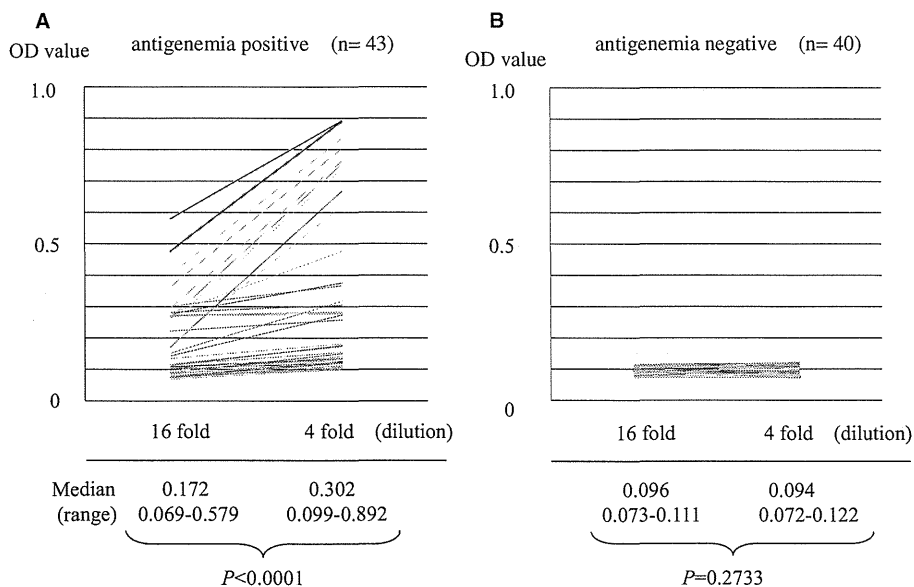 A
OD value
antigenemia positive (n= 43)
1.0
0.5
0
16 fold 4 fold (dilution)
Median 0.172 0.302
(range) 0.069-0.579 0.099-0.892
P<0.0001
B
OD value
antigenemia negative (n= 40)
1.0
0.5
0
16 fold 4 fold (dilution)
0.096 0.094
0.073-0.111 0.072-0.122
P=0.2733